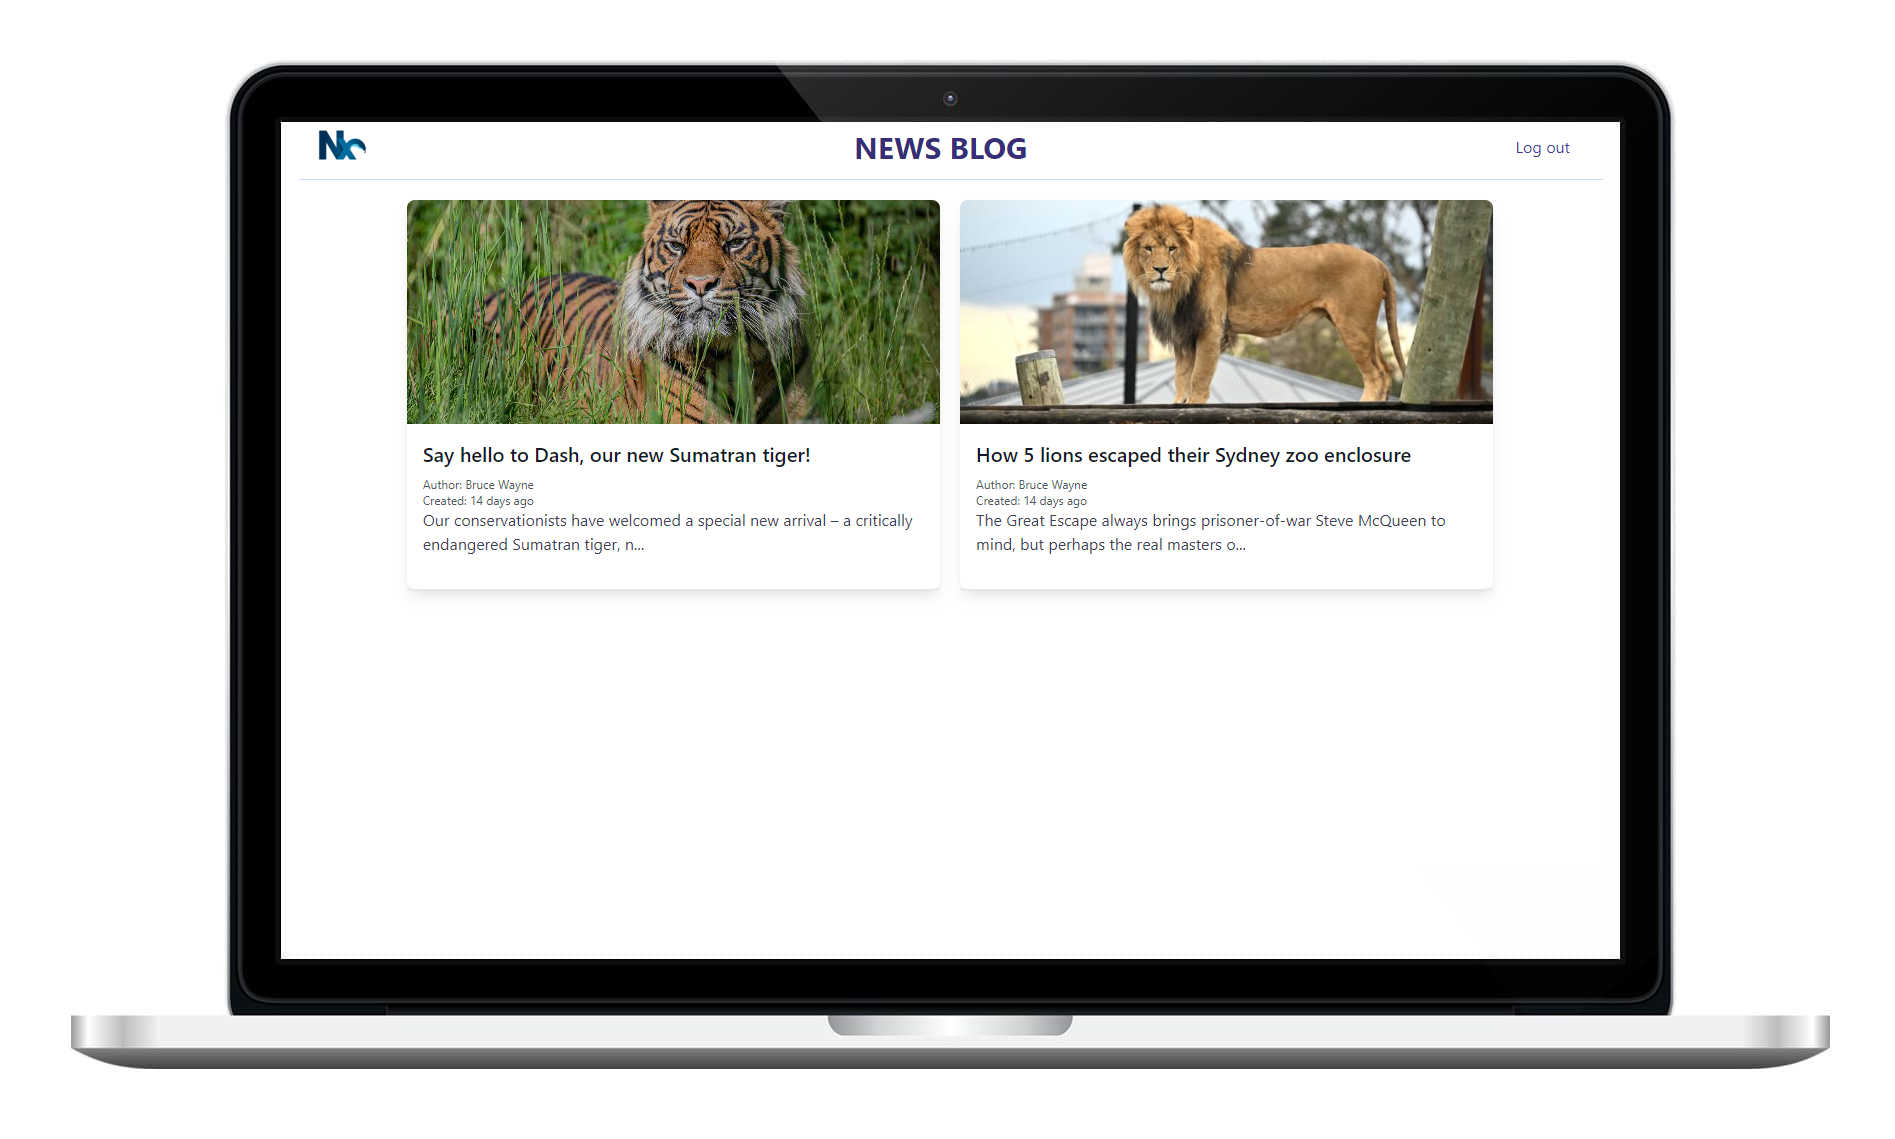 Nx
NEWS BLOG
Log out
Say hello to Dash, our new Sumatran tiger!
Author: Bruce Wayne
Created: 14 days ago
Our conservationists have welcomed a special new arrival – a critically
endangered Sumatran tiger, n...
How 5 lions escaped their Sydney zoo enclosure
Author: Bruce Wayne
Created: 14 days ago
The Great Escape always brings prisoner-of-war Steve McQueen to
mind, but perhaps the real masters o...